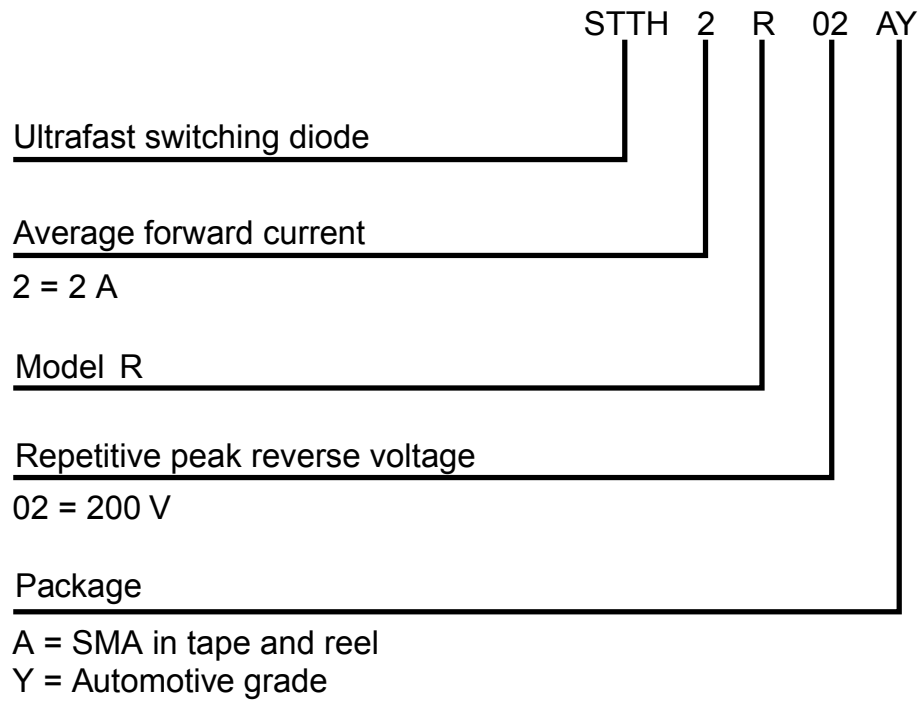 STTH 2 R 02 AY
Ultrafast switching diode
Average forward current
2 = 2 A
Model R
Repetitive peak reverse voltage
02 = 200 V
Package
A = SMA in tape and reel
Y = Automotive grade